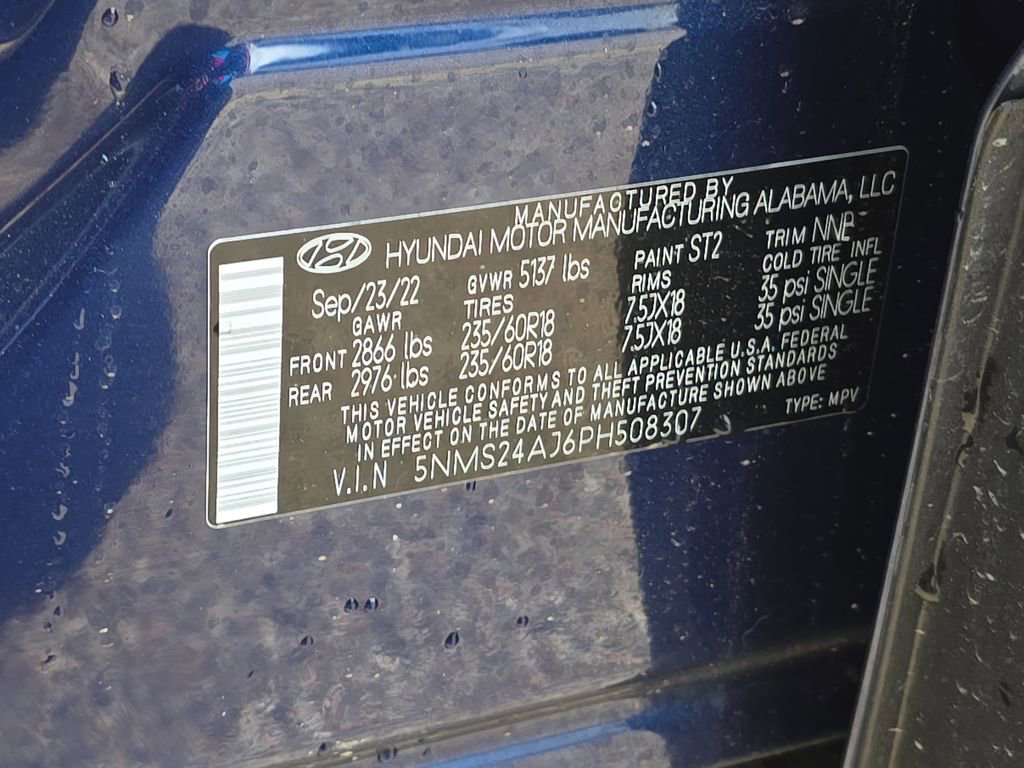 MANUFACTURED BY
HYUNDAI MOTOR MANUFACTURING ALABAMA, LLC
Sep/23/22 GVWR 5137 lbs PAINT ST2 TRIM NNB
GAWR TIRES RIMS COLD TIRE INFL
FRONT 2866 lbs 235/60R18 7.5JX18 35 psi SINGLE
REAR 2976 lbs 235/60R18 7.5JX18 35 psi SINGLE
THIS VEHICLE CONFORMS TO ALL APPLICABLE U.S.A. FEDERAL
MOTOR VEHICLE SAFETY AND THEFT PREVENTION STANDARDS
IN EFFECT ON THE DATE OF MANUFACTURE SHOWN ABOVE
V.I.N 5NMS24AJ6PH508307 TYPE: MPV